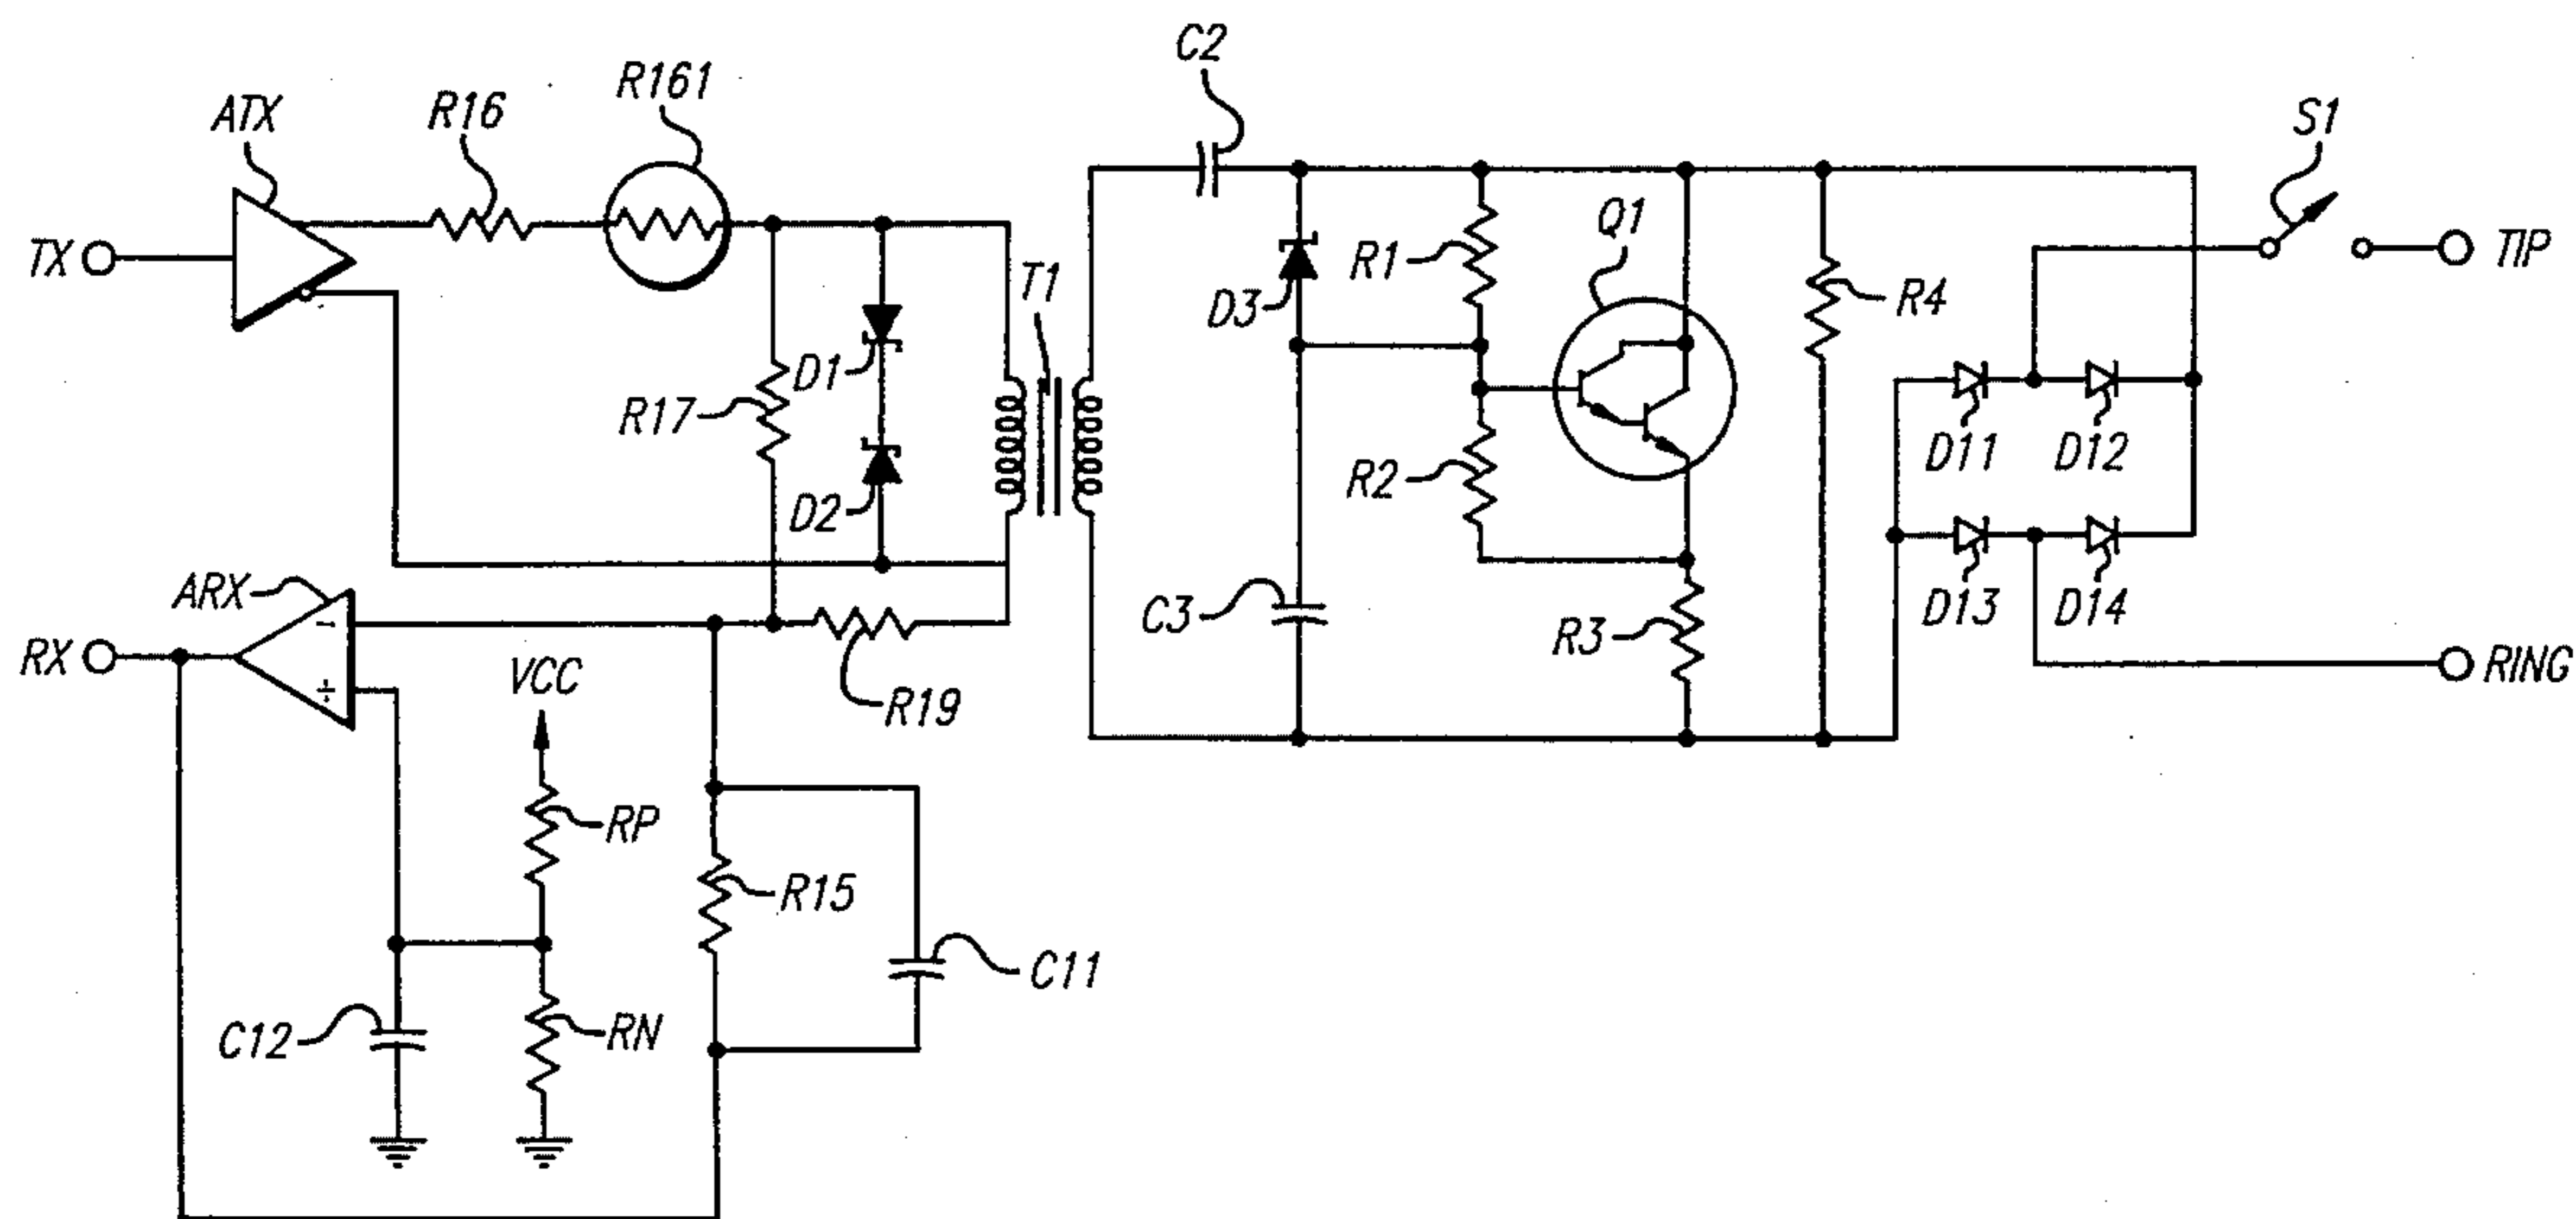 C2
R161
ATX
R16
S1
Q1
TX
T1
R1
D3
R4
TIP
D1
R17
R2
D11
D12
D2
ARX
C3
R3
D13
D14
−
RX
VCC
÷
R19
RING
RP
R15
C11
C12
RN